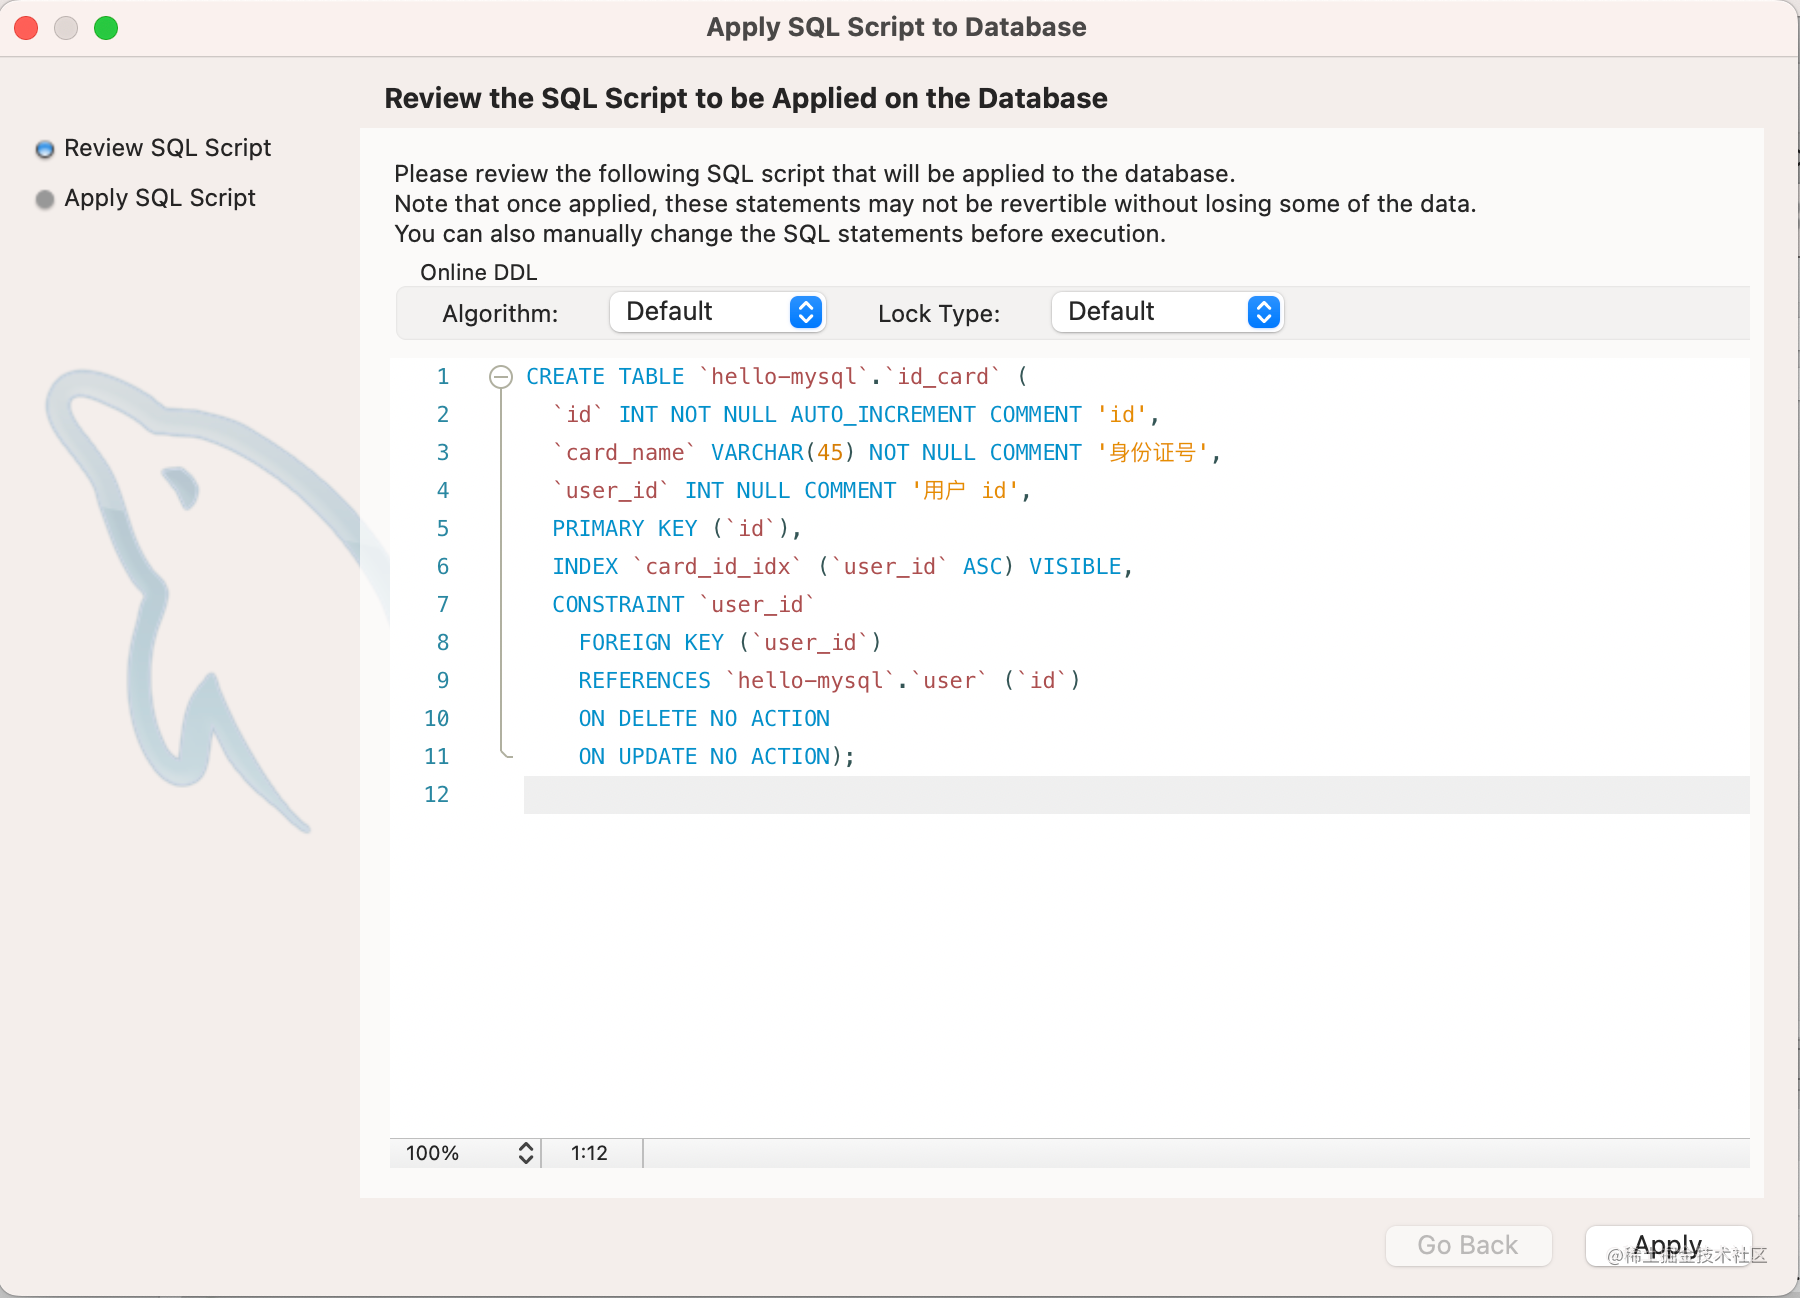 Apply SQL Script to Database
Review the SQL Script to be Applied on the Database
Review SQL Script
Apply SQL Script
Please review the following SQL script that will be applied to the database.
Note that once applied, these statements may not be revertible without losing some of the data.
You can also manually change the SQL statements before execution.
Online DDL
Algorithm: Default Lock Type: Default
1 CREATE TABLE `hello-mysql`.`id_card` (
2 `id` INT NOT NULL AUTO_INCREMENT COMMENT 'id',
3 `card_name` VARCHAR(45) NOT NULL COMMENT '身份证号',
4 `user_id` INT NULL COMMENT '用户 id',
5 PRIMARY KEY (`id`),
6 INDEX `card_id_idx` (`user_id` ASC) VISIBLE,
7 CONSTRAINT `user_id`
8 FOREIGN KEY (`user_id`)
9 REFERENCES `hello-mysql`.`user` (`id`)
10 ON DELETE NO ACTION
11 ON UPDATE NO ACTION);
12
100% 1:12
Go Back Apply
@稀土掘金技术社区